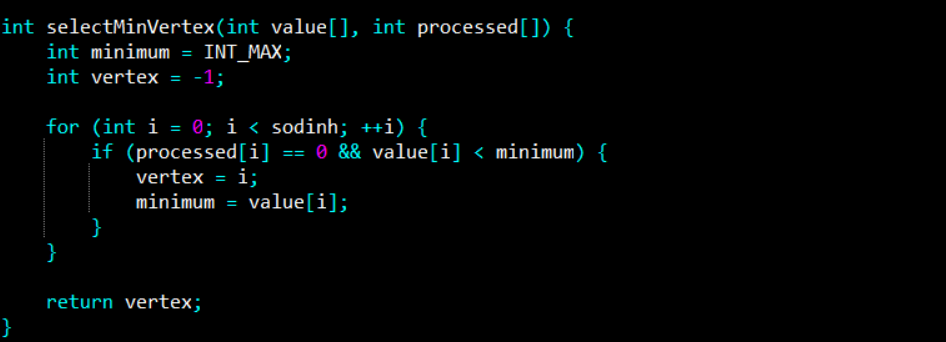 int selectMinVertex(int value[], int processed[]) {
    int minimum = INT_MAX;
    int vertex = -1;

    for (int i = 0; i < sodinh; ++i) {
        if (processed[i] == 0 && value[i] < minimum) {
            vertex = i;
            minimum = value[i];
        }
    }

    return vertex;
}